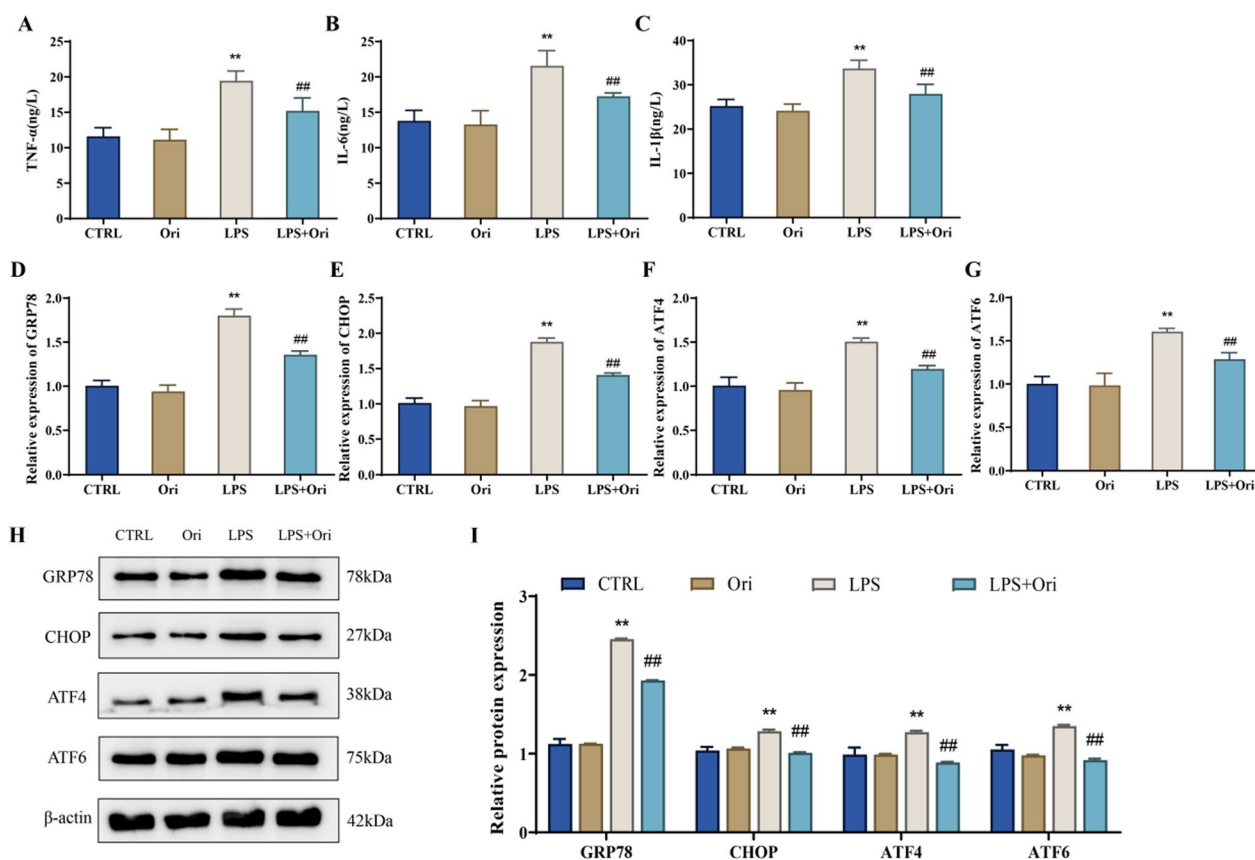 A
TNF-α(ng/L)
25
20
15
10
5
0
**
##
CTRL Ori LPS LPS+Ori
B
IL-6(ng/L)
25
20
15
10
5
0
**
##
CTRL Ori LPS LPS+Ori
C
IL-1β(ng/L)
40
30
20
10
0
**
##
CTRL Ori LPS LPS+Ori
D
Relative expression of GRP78
2.0
1.5
1.0
0.5
0.0
**
##
CTRL Ori LPS LPS+Ori
E
Relative expression of CHOP
2.5
2.0
1.5
1.0
0.5
0.0
**
##
CTRL Ori LPS LPS+Ori
F
Relative expression of ATF4
2.0
1.5
1.0
0.5
0.0
**
##
CTRL Ori LPS LPS+Ori
G
Relative expression of ATF6
2.0
1.5
1.0
0.5
0.0
**
##
CTRL Ori LPS LPS+Ori
H
CTRL Ori LPS LPS+Ori
GRP78 78kDa
CHOP 27kDa
ATF4 38kDa
ATF6 75kDa
β-actin 42kDa
I
CTRL Ori LPS LPS+Ori
Relative protein expression
3
2
1
0
**
##
**
##
**
##
**
##
GRP78 CHOP ATF4 ATF6